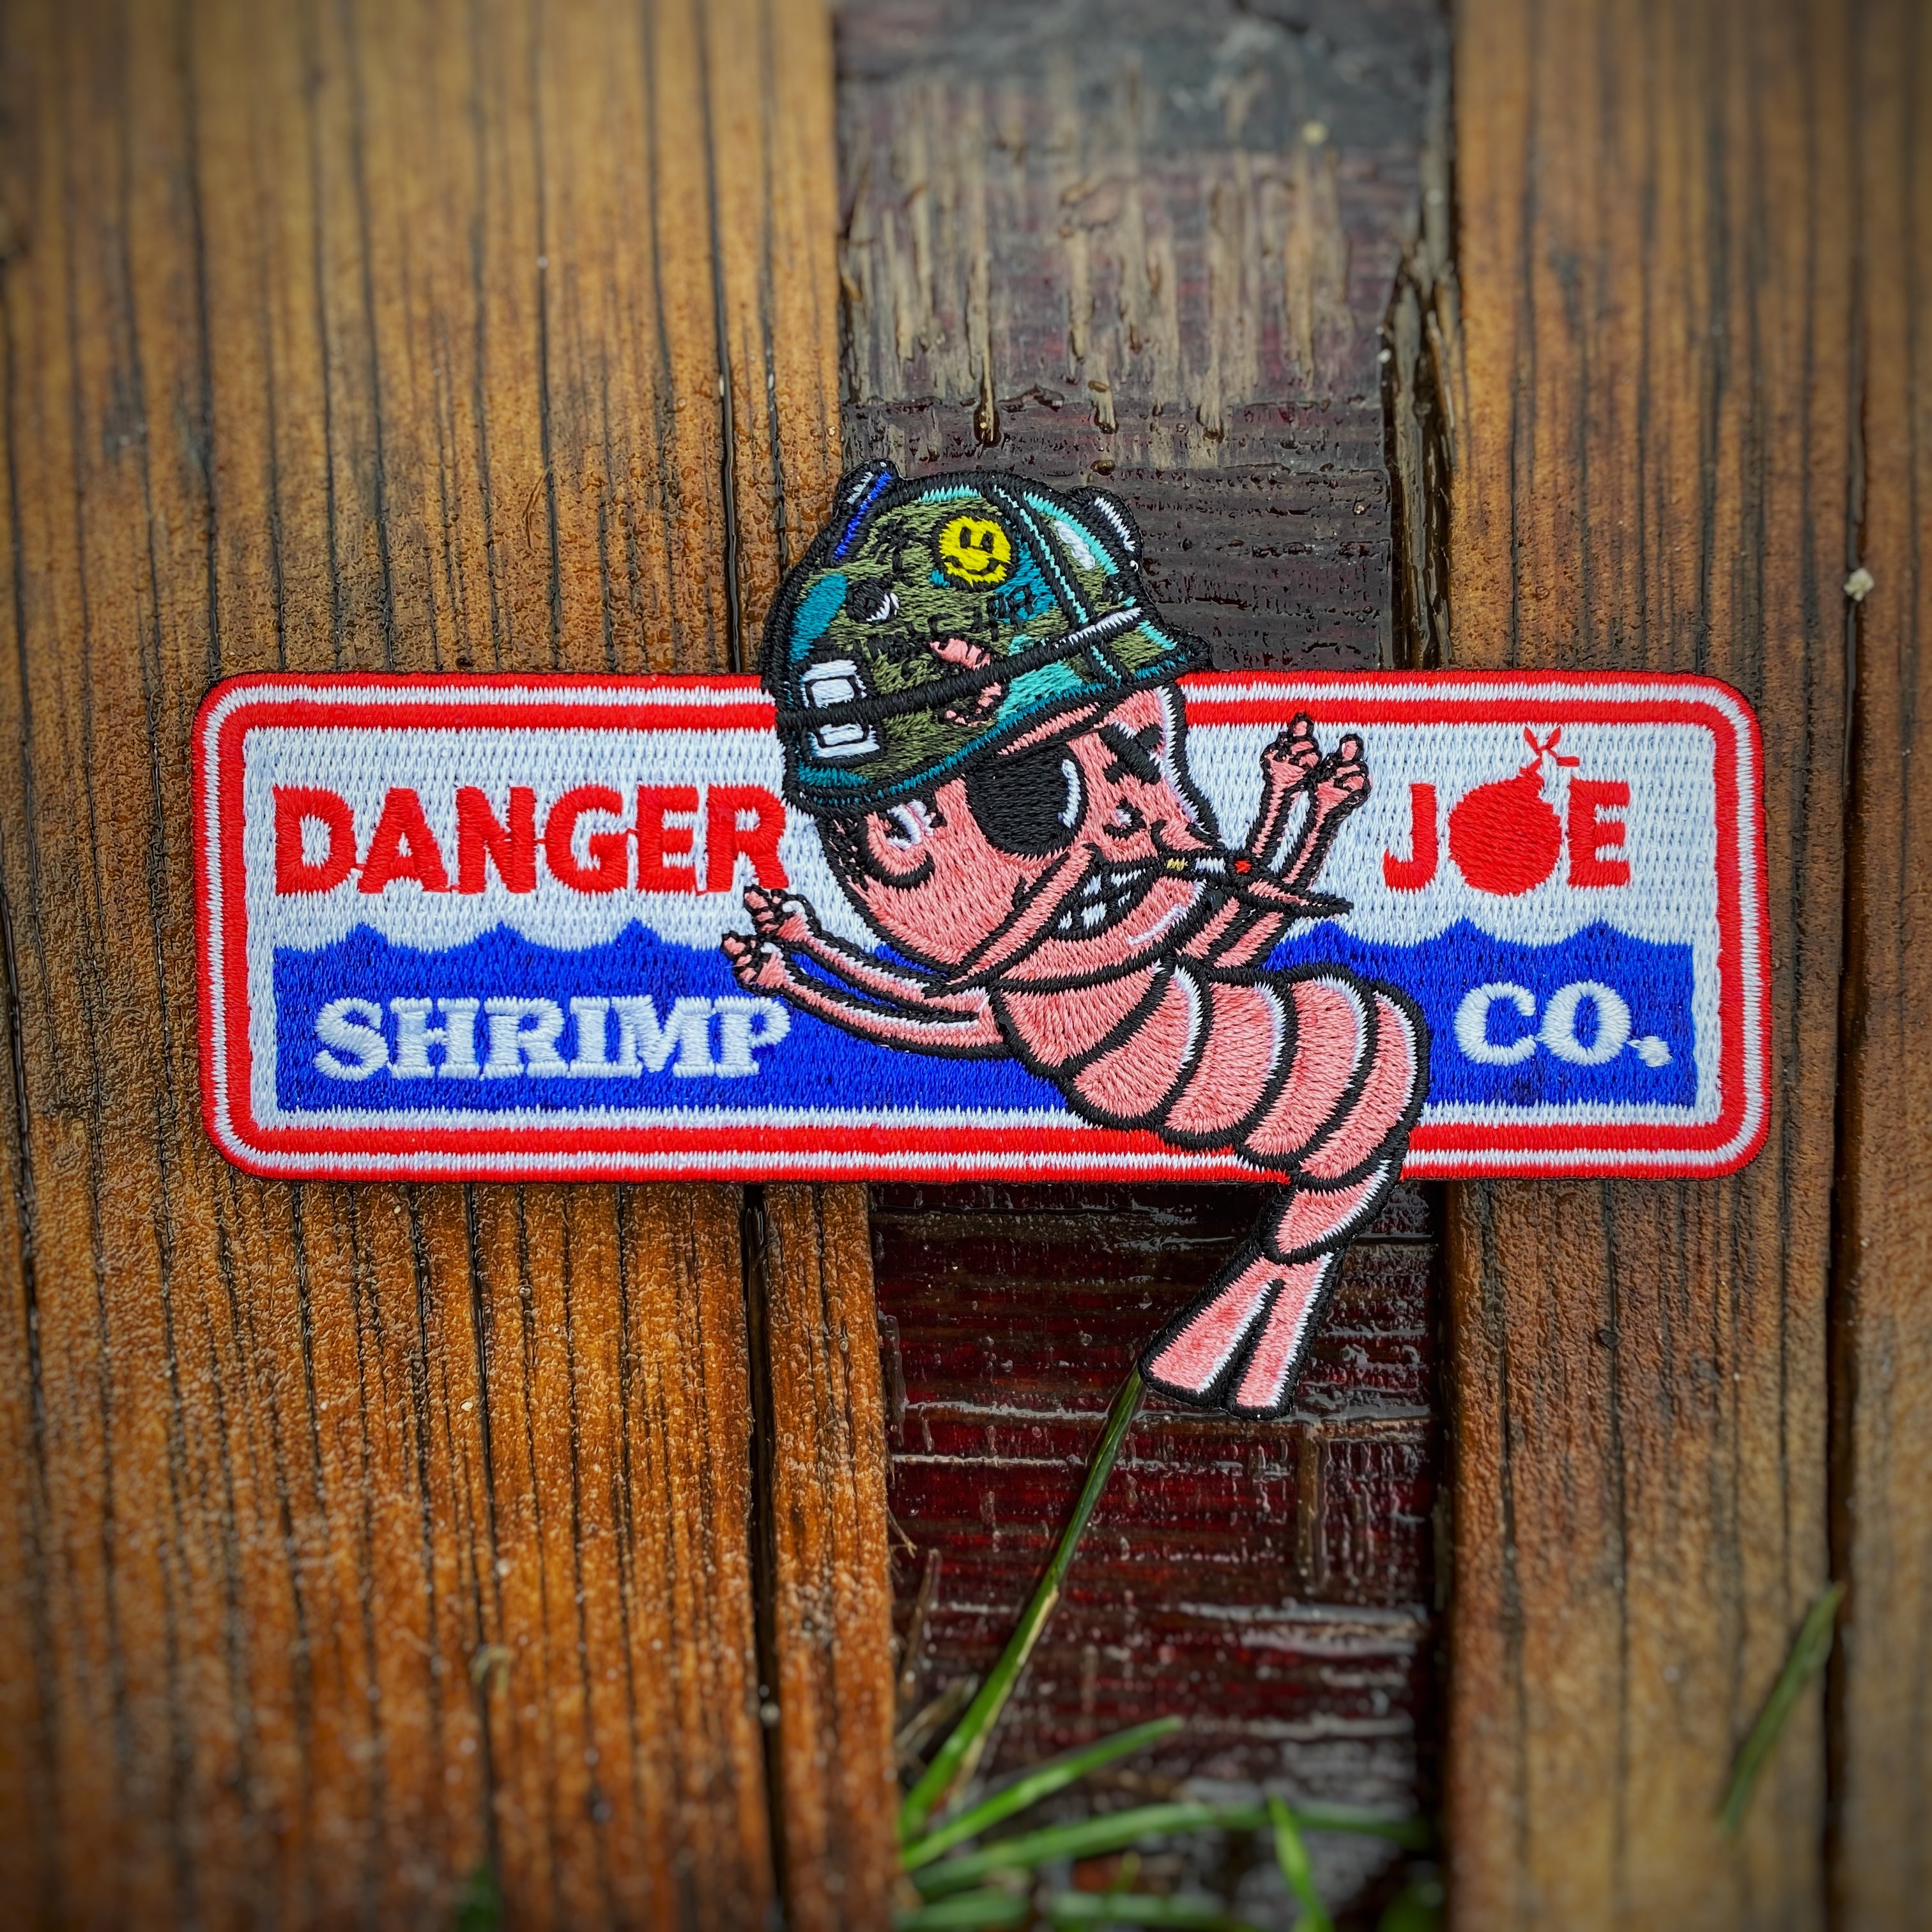 DANGER JOE
SHRIMP CO.